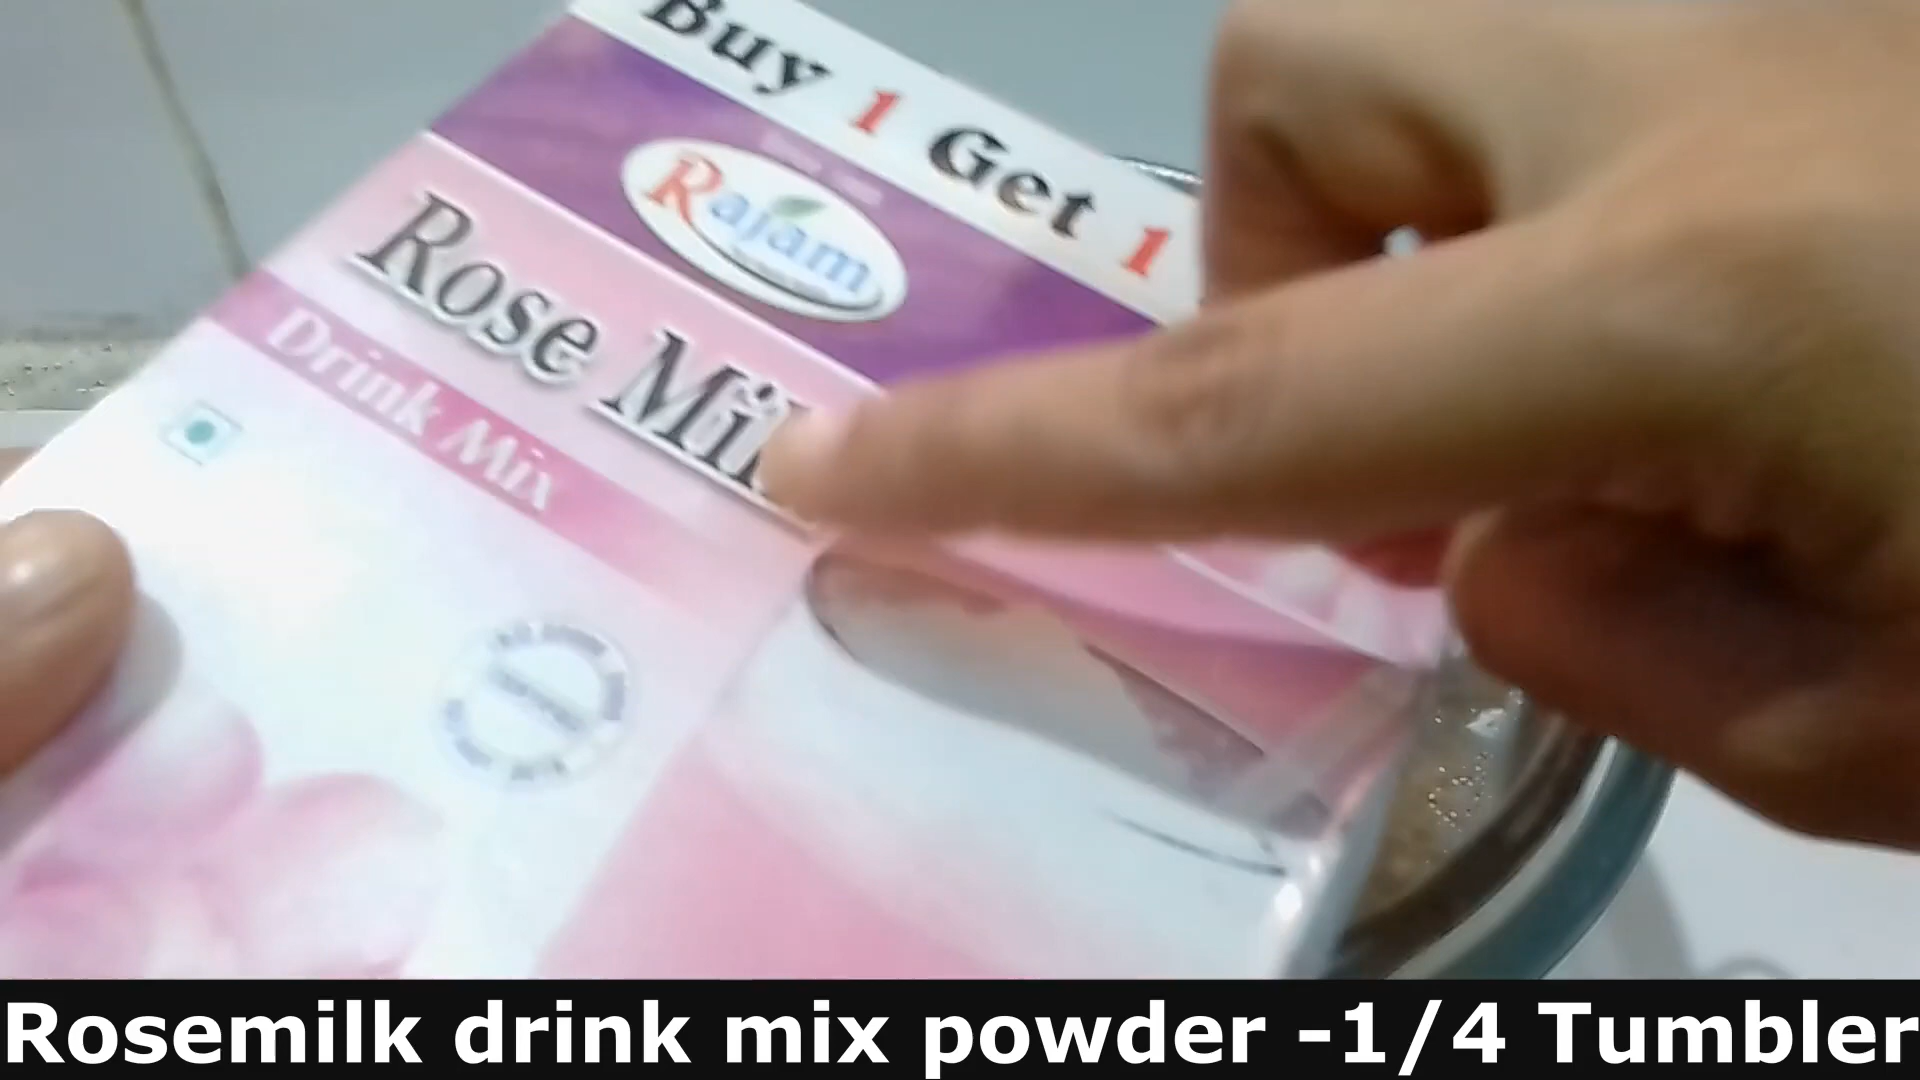 Buy 1 Get 1
Rajam
Rose Mil
Drink Mix
Rosemilk drink mix powder -1/4 Tumbler